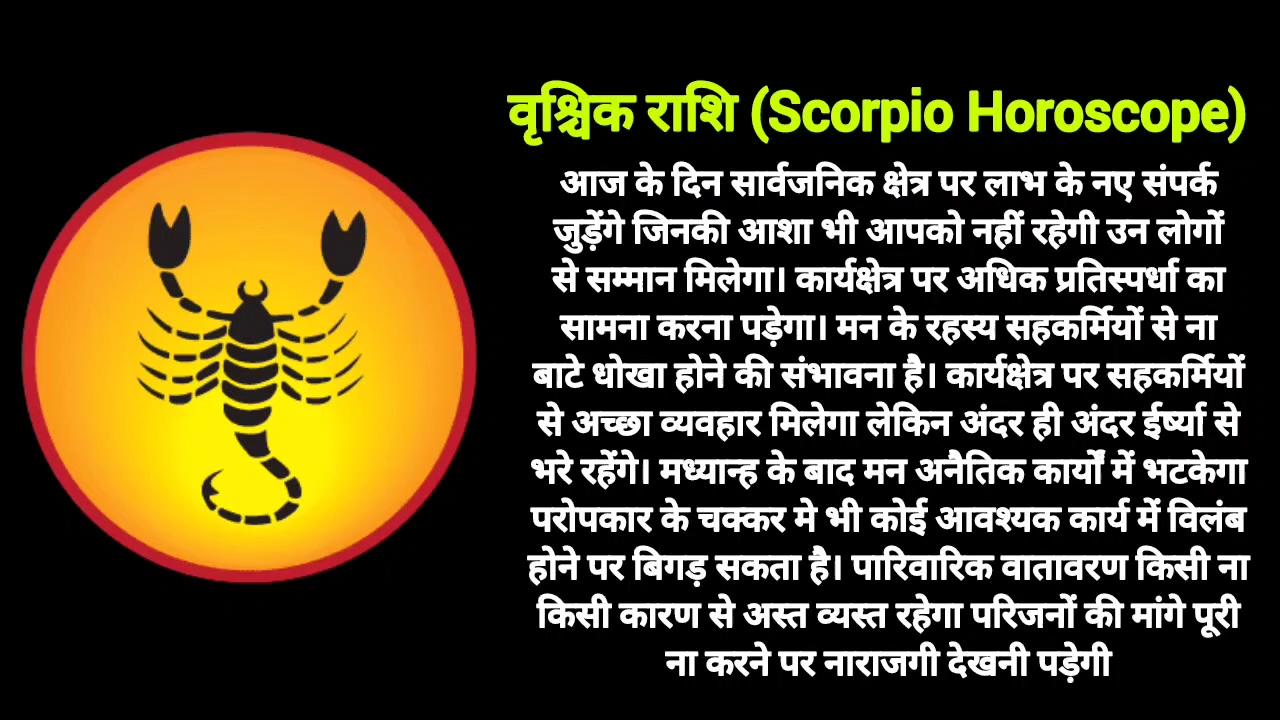 वृश्चिक राशि (Scorpio Horoscope)
आज के दिन सार्वजनिक क्षेत्र पर लाभ के नए संपर्क
जुड़ेंगे जिनकी आशा भी आपको नहीं रहेगी उन लोगों
से सम्मान मिलेगा। कार्यक्षेत्र पर अधिक प्रतिस्पर्धा का
सामना करना पड़ेगा। मन के रहस्य सहकर्मियों से ना
बाटे धोखा होने की संभावना है। कार्यक्षेत्र पर सहकर्मियों
से अच्छा व्यवहार मिलेगा लेकिन अंदर ही अंदर ईर्ष्या से
भरे रहेंगे। मध्यान्ह के बाद मन अनैतिक कार्यों में भटकेगा
परोपकार के चक्कर मे भी कोई आवश्यक कार्य में विलंब
होने पर बिगड़ सकता है। पारिवारिक वातावरण किसी ना
किसी कारण से अस्त व्यस्त रहेगा परिजनों की मांगे पूरी
ना करने पर नाराजगी देखनी पड़ेगी